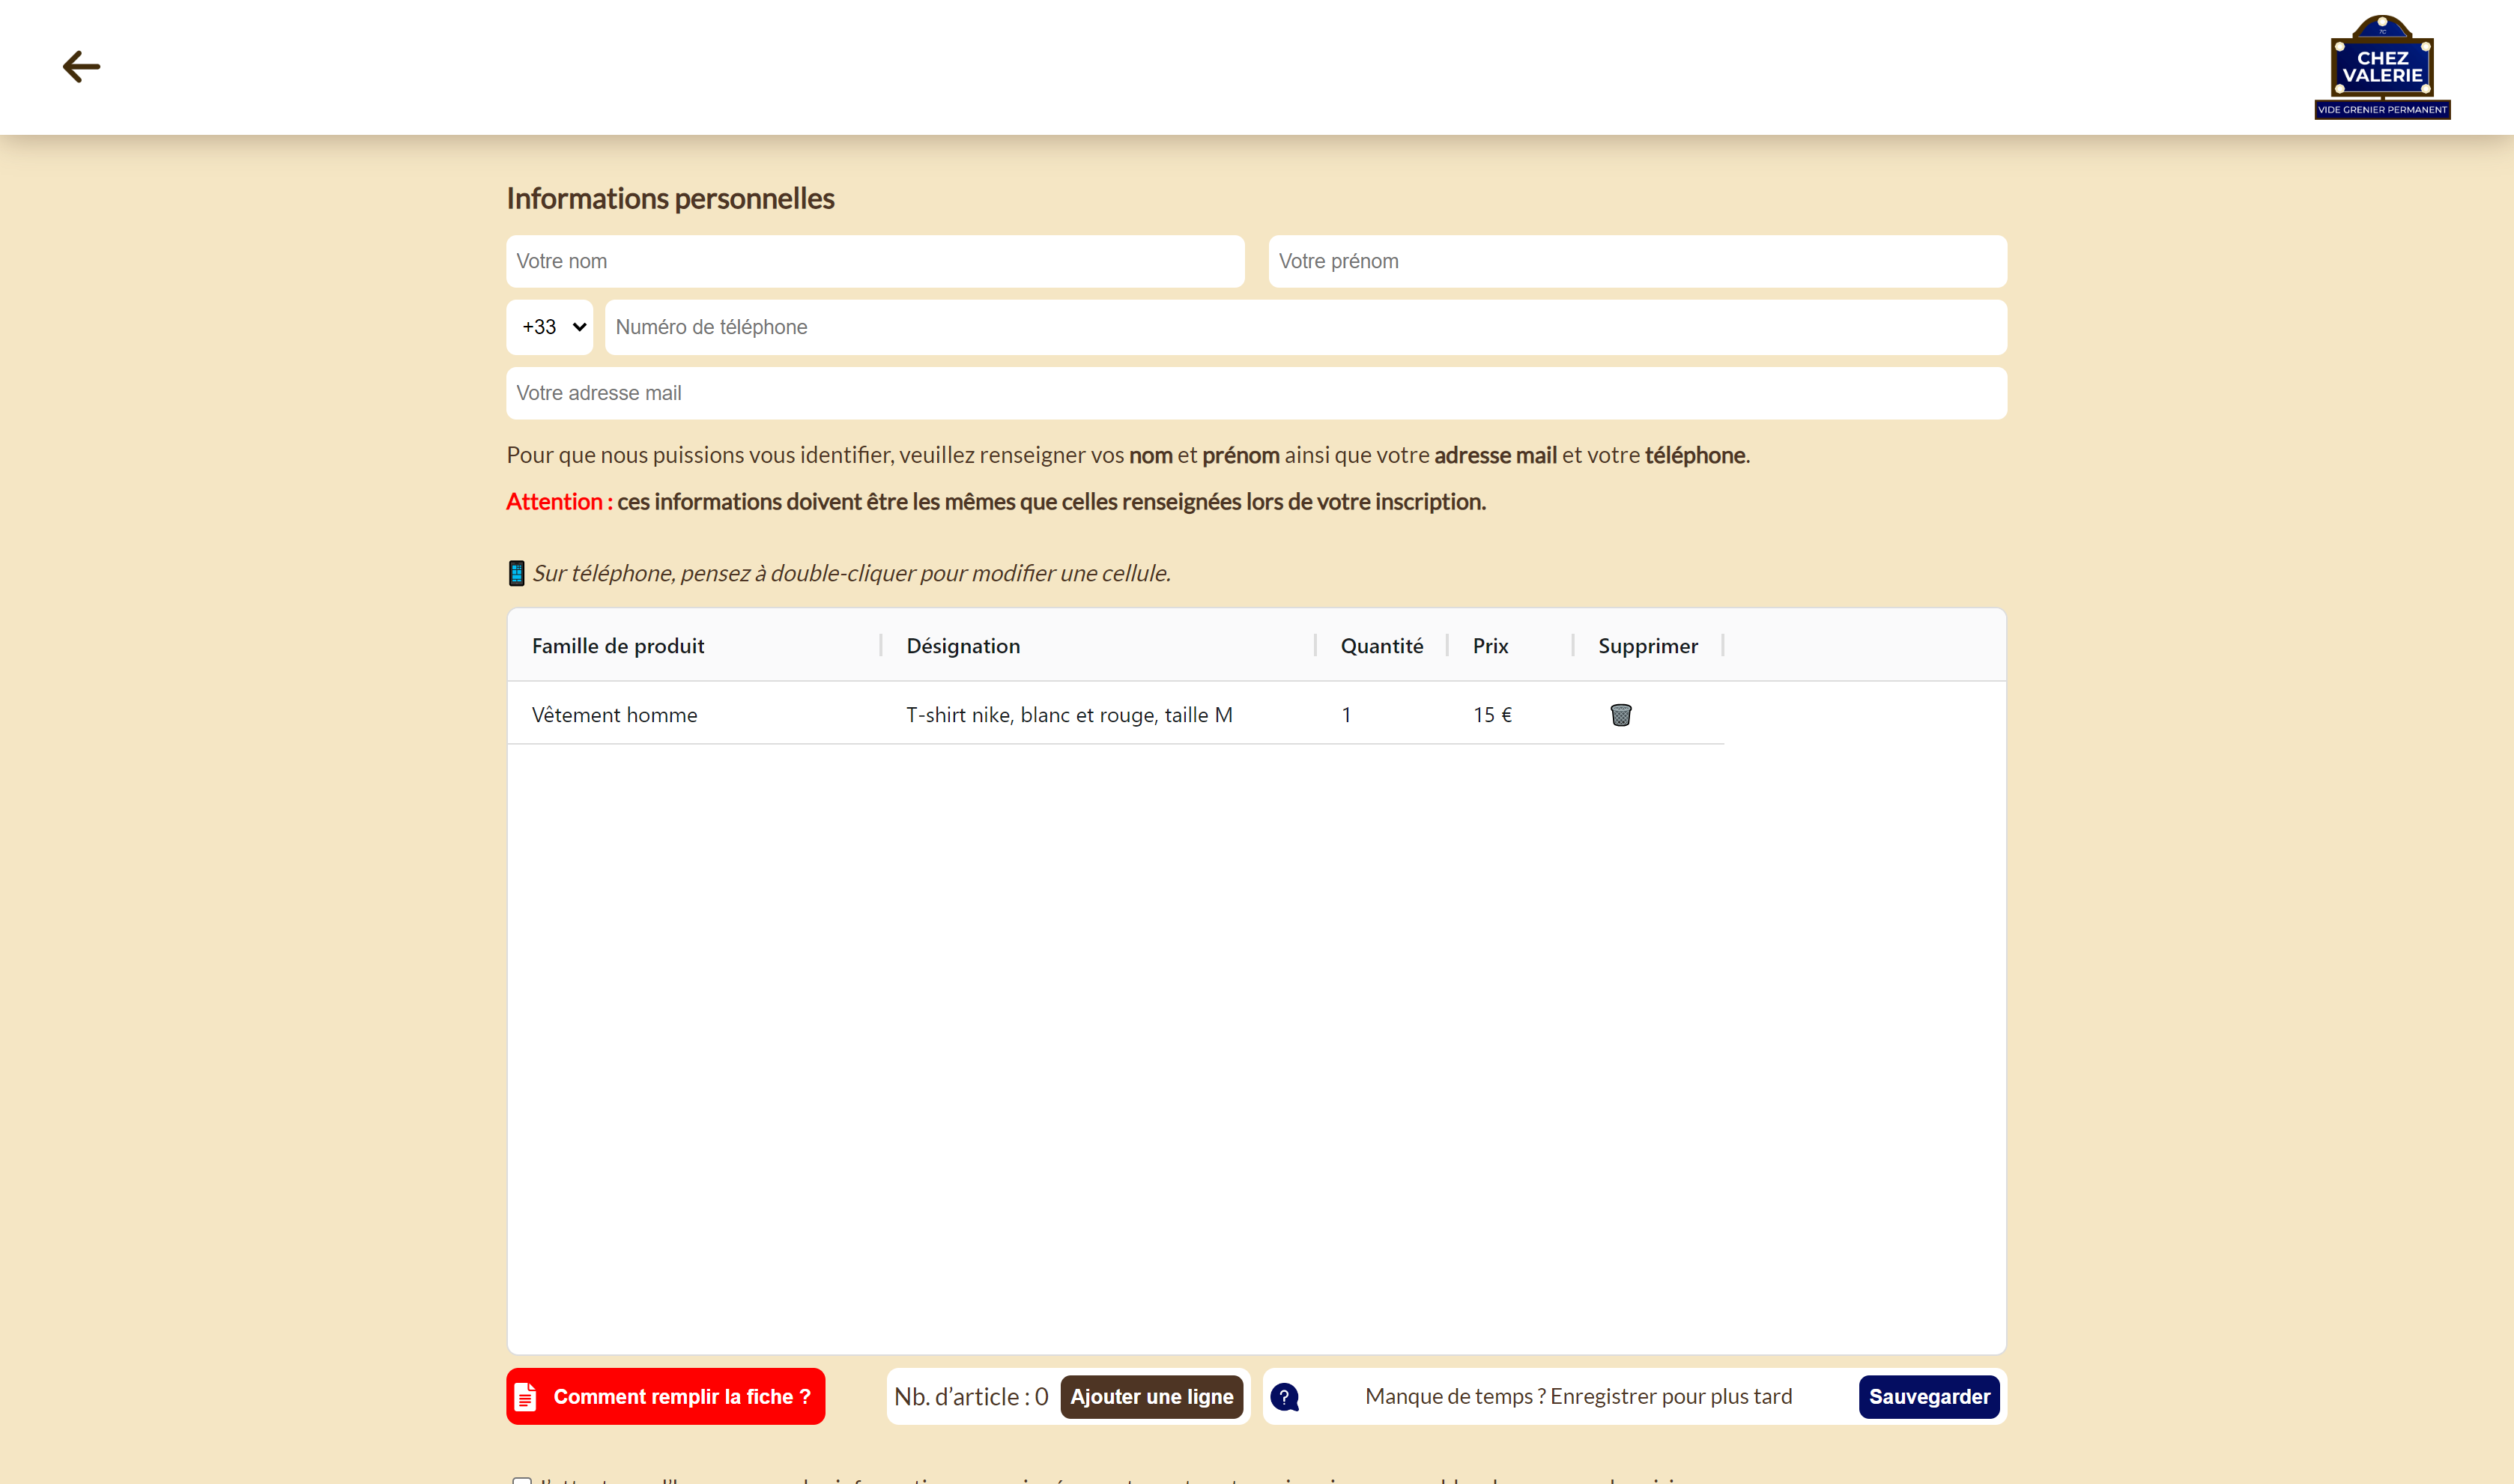 CHEZ
VALERIE
VIDE GRENIER PERMANENT
Informations personnelles
Votre nom
Votre prénom
+33
Numéro de téléphone
Votre adresse mail
Pour que nous puissions vous identifier, veuillez renseigner vos nom et prénom ainsi que votre adresse mail et votre téléphone.
Attention : ces informations doivent être les mêmes que celles renseignées lors de votre inscription.
Sur téléphone, pensez à double-cliquer pour modifier une cellule.
Famille de produit Désignation Quantité Prix Supprimer
Vêtement homme T-shirt nike, blanc et rouge, taille M 1 15 €
Comment remplir la fiche ?
Nb. d’article : 0
Ajouter une ligne
?
Manque de temps ? Enregistrer pour plus tard
Sauvegarder